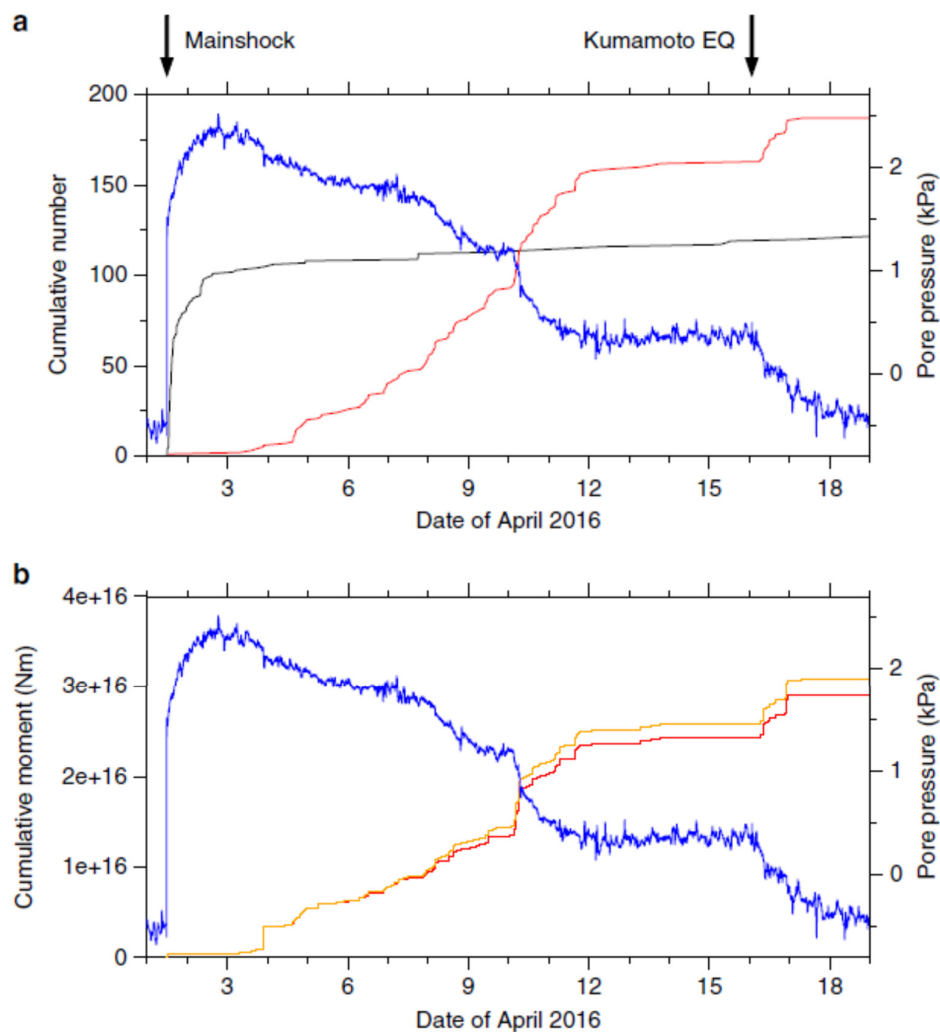 a
Mainshock
Kumamoto EQ
200
150
100
50
0
Cumulative number
2
1
0
Pore pressure (kPa)
3 6 9 12 15 18
Date of April 2016
b
4e+16
3e+16
2e+16
1e+16
0
Cumulative moment (Nm)
2
1
0
Pore pressure (kPa)
3 6 9 12 15 18
Date of April 2016